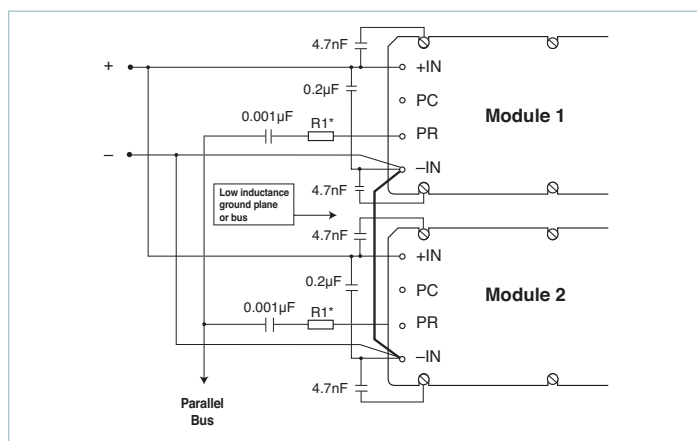 4.7nF
+
+IN
0.2µF
PC
Module 1
0.001µF
R1*
PR
–
–IN
4.7nF
Low inductance
ground plane
or bus
4.7nF
+IN
0.2µF
PC
Module 2
0.001µF
R1*
PR
–IN
4.7nF
Parallel
Bus